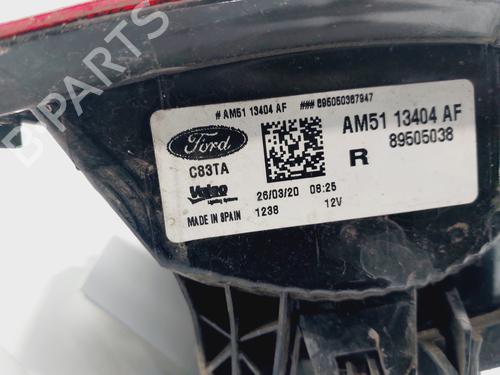 # AM51 13404 AF ### 895050387947
Ford
AM51 13404 AF
89505038
C83TA
R
Valeo
Lighting Systems
26/03/20 08:25
MADE IN SPAIN
1238
12V
B-PARTS